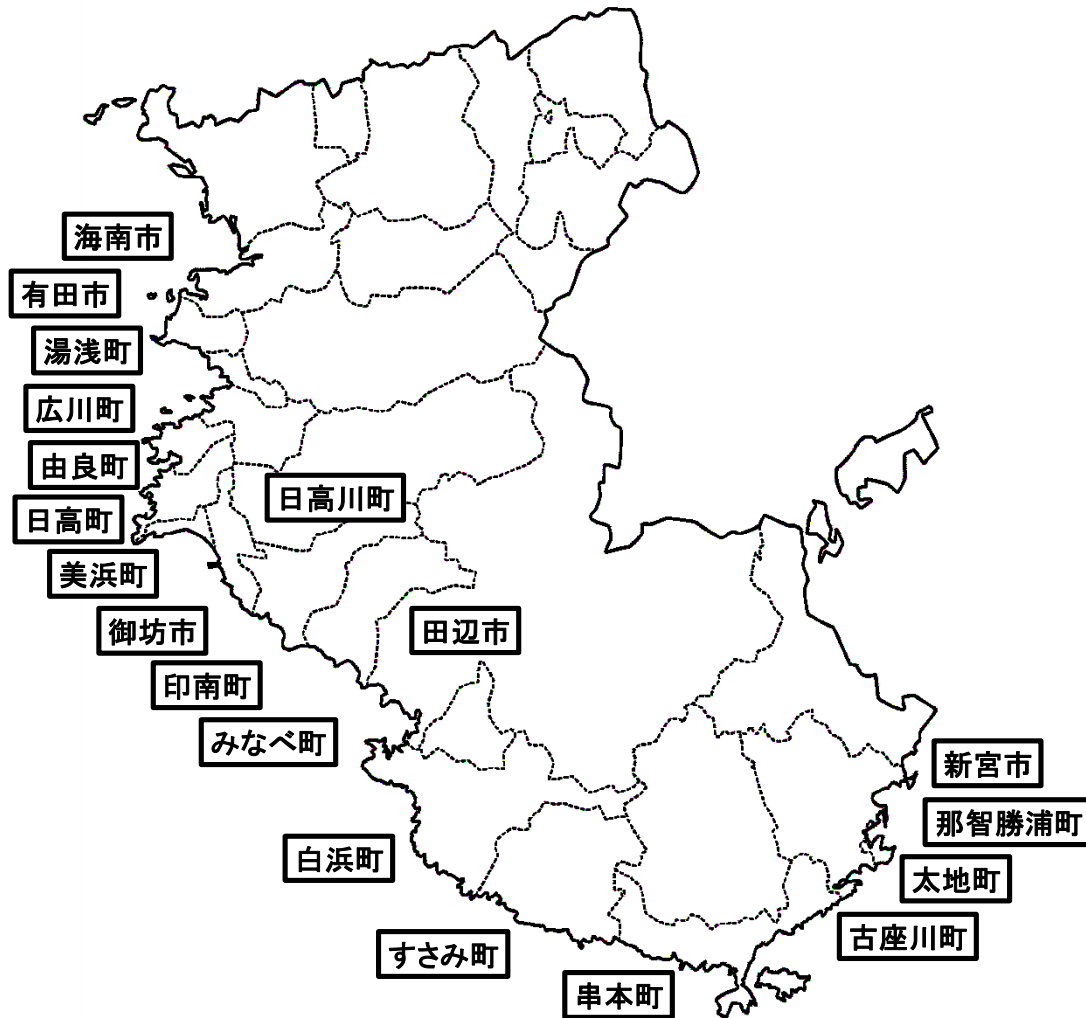 海南市
有田市
湯浅町
広川町
由良町
日高川町
日高町
美浜町
御坊市
田辺市
印南町
みなべ町
新宮市
那智勝浦町
白浜町
太地町
古座川町
すさみ町
串本町